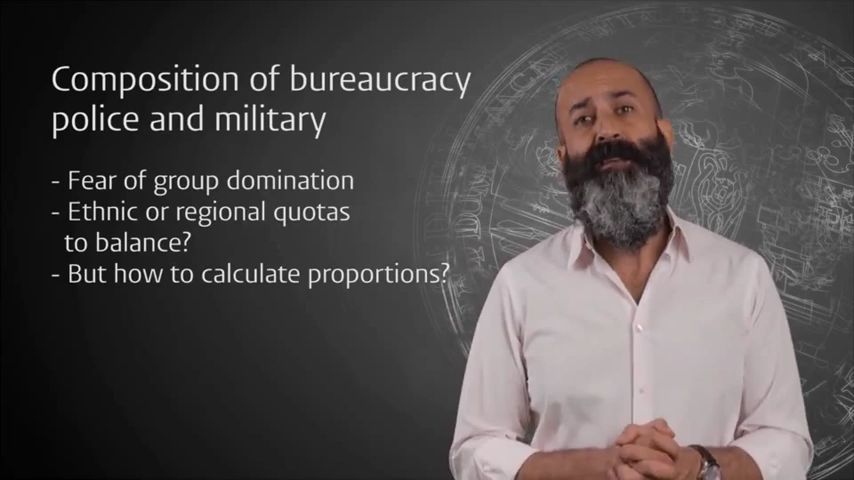 Composition of bureaucracy
police and military
- Fear of group domination
- Ethnic or regional quotas
to balance?
- But how to calculate proportions?